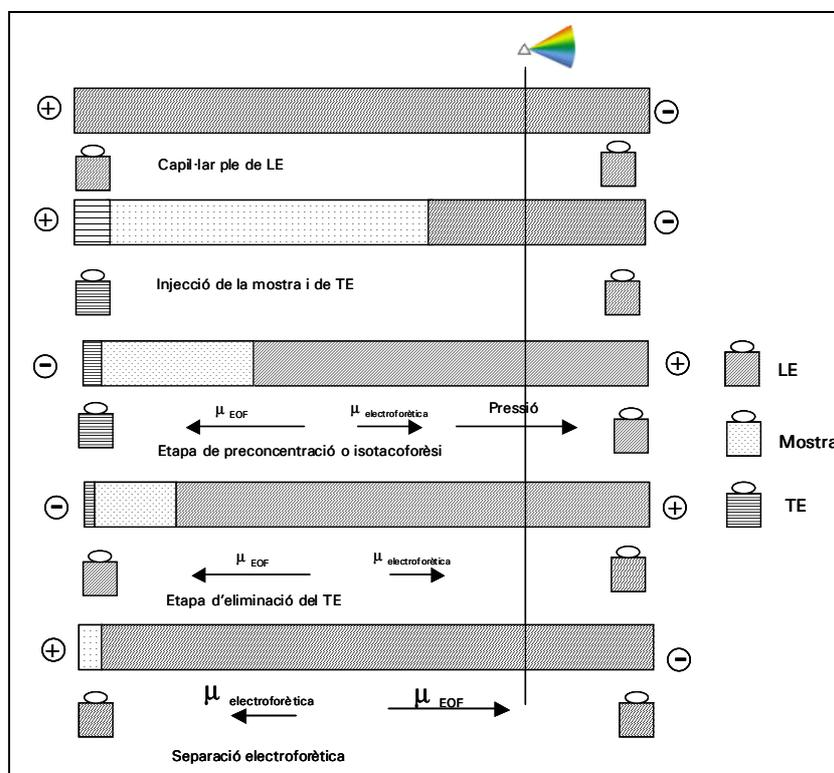 Capil·lar ple de LE
Injecció de la mostra i de TE
LE
μ EOF
μ electroforètica
Pressió
Etapa de preconcentració o isotacoforèsi
Mostra
TE
μ EOF
μ electroforètica
Etapa d'eliminació del TE
μ electroforètica
μ EOF
Separació electroforètica